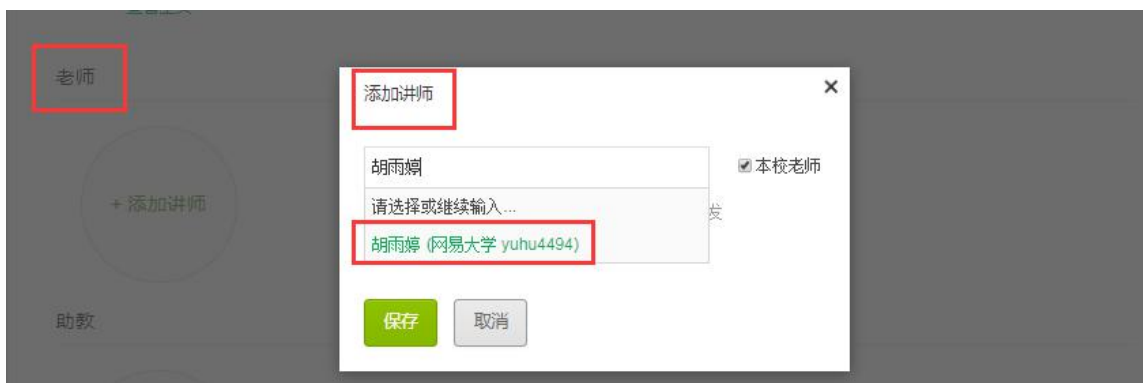 老师
添加讲师
×
胡雨婷
本校老师
请选择或继续输入...
发
+ 添加讲师
胡雨婷 (网易大学 yuhu4494)
保存
取消
助教